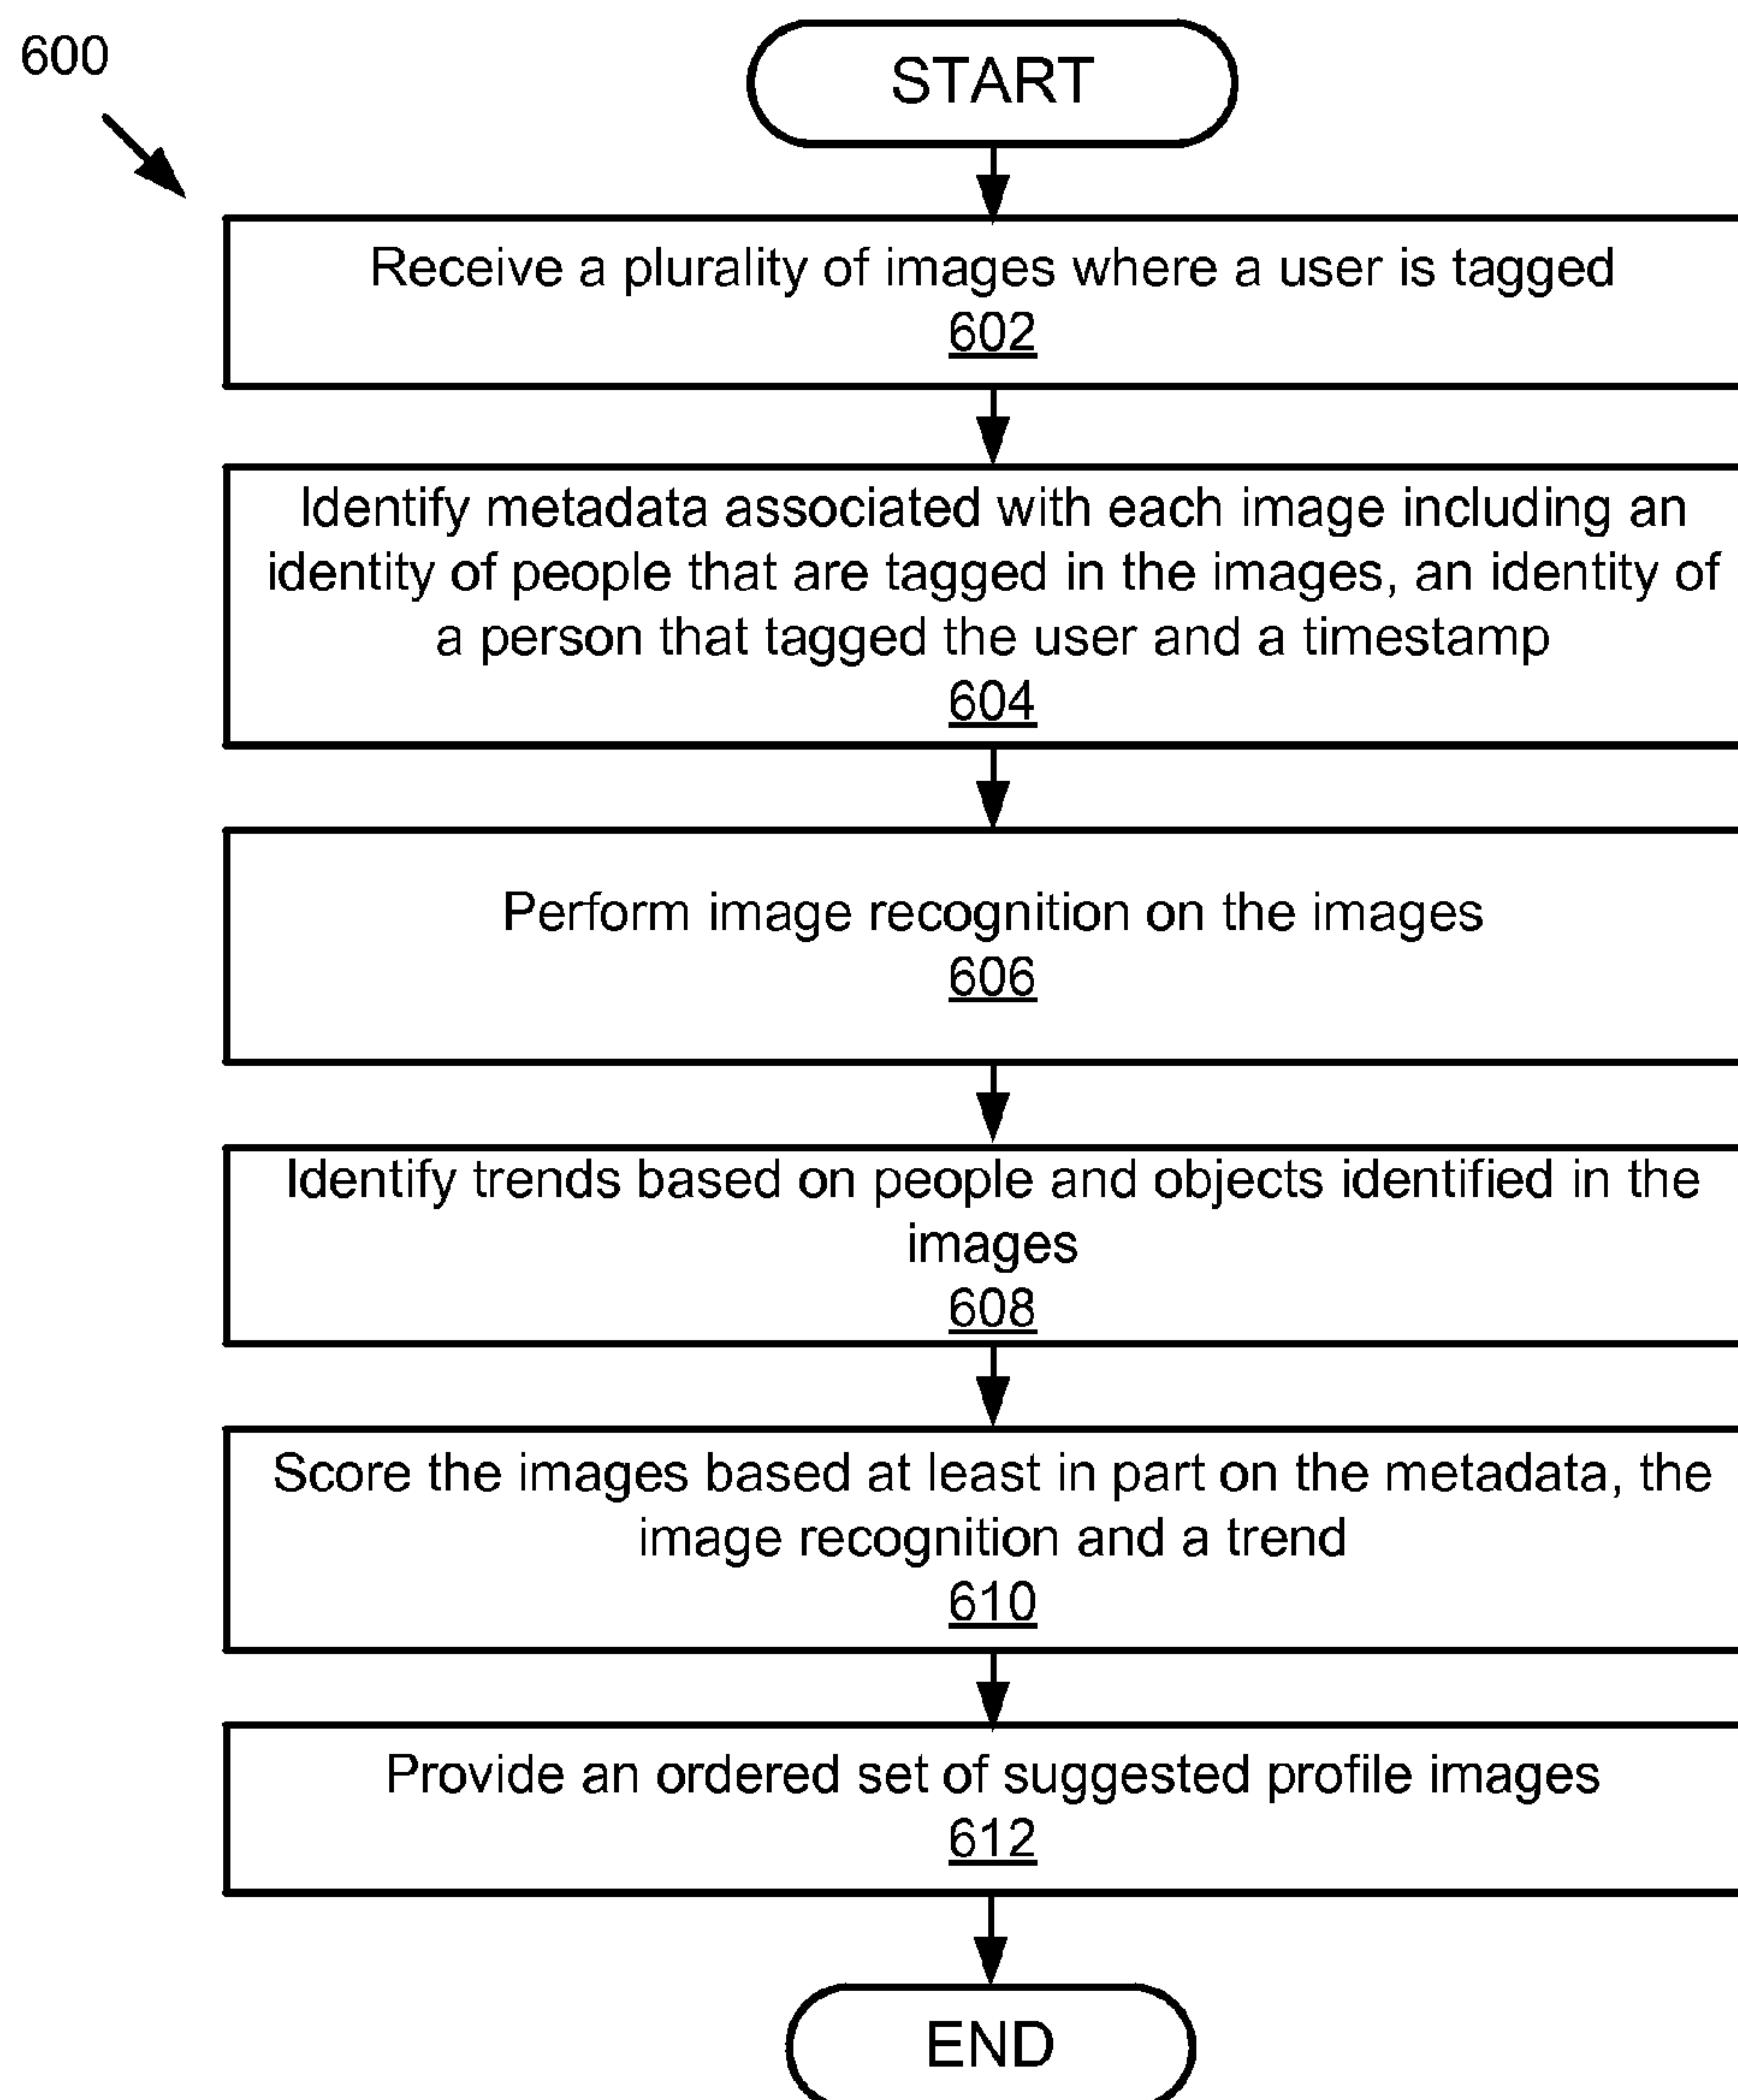 600
START
Receive a plurality of images where a user is tagged
602
Identify metadata associated with each image including an
identity of people that are tagged in the images, an identity of
a person that tagged the user and a timestamp
604
Perform image recognition on the images
606
Identify trends based on people and objects identified in the
images
608
Score the images based at least in part on the metadata, the
image recognition and a trend
610
Provide an ordered set of suggested profile images
612
END